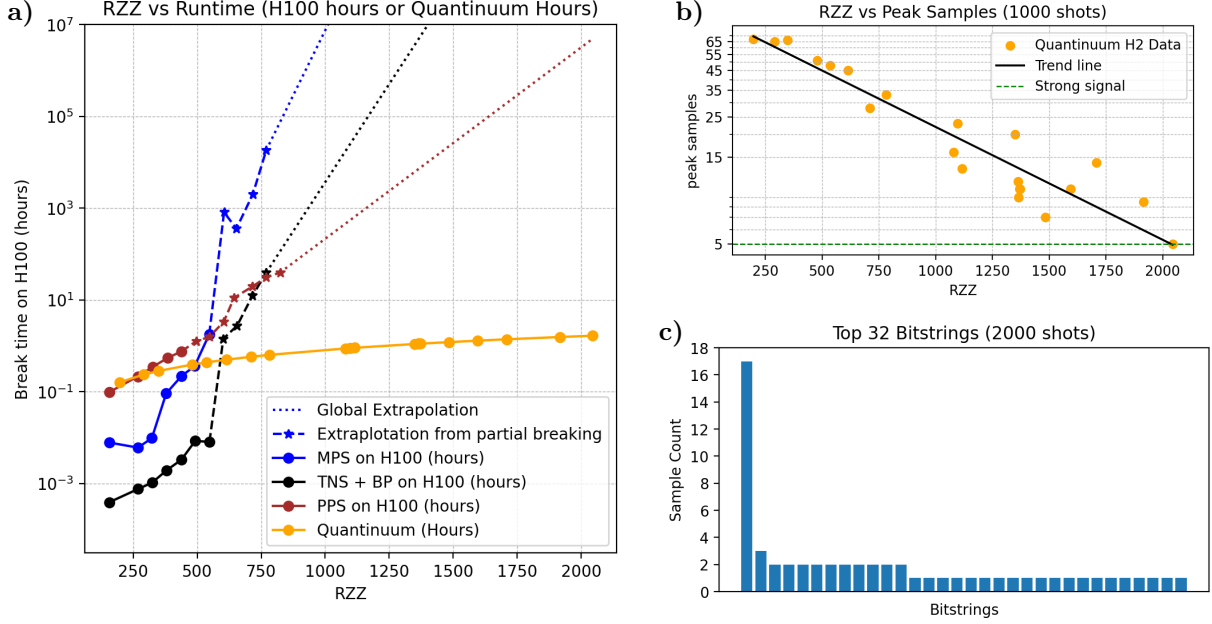 a)
RZZ vs Runtime (H100 hours or Quantinuum Hours)
Break time on H100 (hours)
10^7
10^5
10^3
10^1
10^−1
10^−3
Global Extrapolation
Extraplotation from partial breaking
MPS on H100 (hours)
TNS + BP on H100 (hours)
PPS on H100 (hours)
Quantinuum (Hours)
250 500 750 1000 1250 1500 1750 2000
RZZ
b)
RZZ vs Peak Samples (1000 shots)
peak samples
65
55
45
35
25
15
5
Quantinuum H2 Data
Trend line
Strong signal
250 500 750 1000 1250 1500 1750 2000
RZZ
c)
Top 32 Bitstrings (2000 shots)
Sample Count
18
16
14
12
10
8
6
4
2
0
Bitstrings